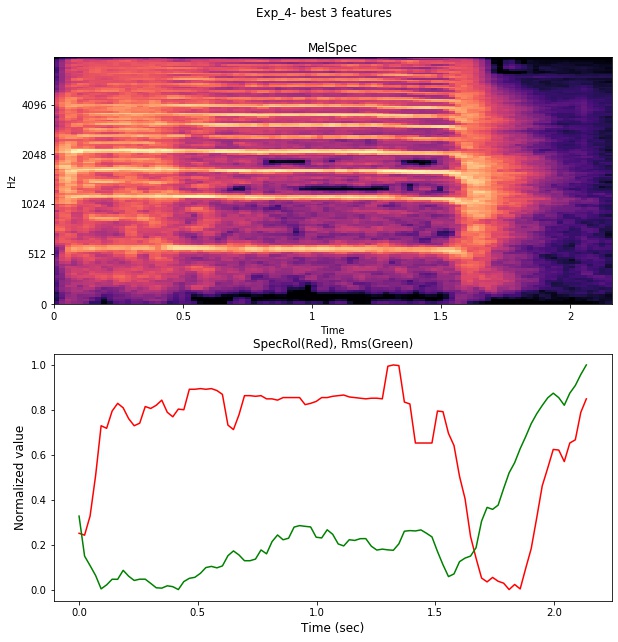 Exp_4- best 3 features
MelSpec
4096
2048
1024
512
0
Hz
0 0.5 1 1.5 2
Time
SpecRol(Red), Rms(Green)
1.0
0.8
0.6
0.4
0.2
0.0
Normalized value
0.0 0.5 1.0 1.5 2.0
Time (sec)